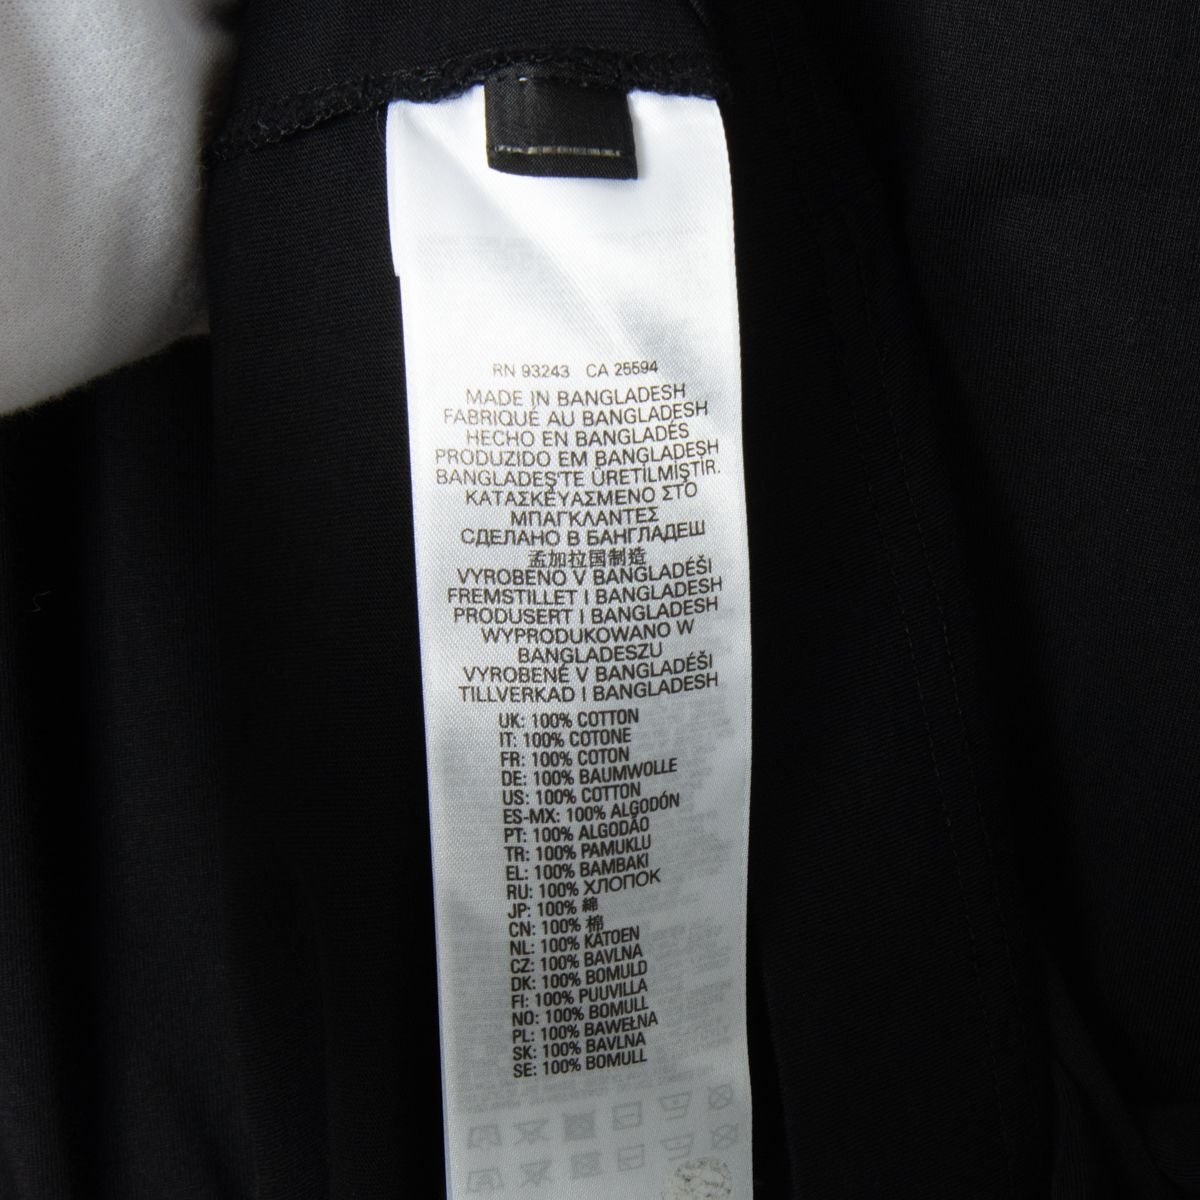 RN 93243 CA 25594
MADE IN BANGLADESH
FABRIQUÉ AU BANGLADESH
HECHO EN BANGLADÉS
PRODUZIDO EM BANGLADESH
BANGLADEŞ'TE ÜRETİLMİŞTİR.
ΚΑΤΑΣΚΕΥΑΣΜΕΝΟ ΣΤΟ
ΜΠΑΓΚΛΑΝΤΕΣ
СДЕЛАНО В БАНГЛАДЕШ
孟加拉国制造
VYROBENO V BANGLADÉŠI
FREMSTILLET I BANGLADESH
PRODUSERT I BANGLADESH
WYPRODUKOWANO W
BANGLADESZU
VYROBENÉ V BANGLADÉŠI
TILLVERKAD I BANGLADESH
UK: 100% COTTON
IT: 100% COTONE
FR: 100% COTON
DE: 100% BAUMWOLLE
US: 100% COTTON
ES-MX: 100% ALGODÓN
PT: 100% ALGODÃO
TR: 100% PAMUKLU
EL: 100% ΒΑΜΒΑΚΙ
RU: 100% ХЛОПОК
JP: 100% 綿
CN: 100% 棉
NL: 100% KATOEN
CZ: 100% BAVLNA
DK: 100% BOMULD
FI: 100% PUUVILLA
NO: 100% BOMULL
PL: 100% BAWEŁNA
SK: 100% BAVLNA
SE: 100% BOMULL